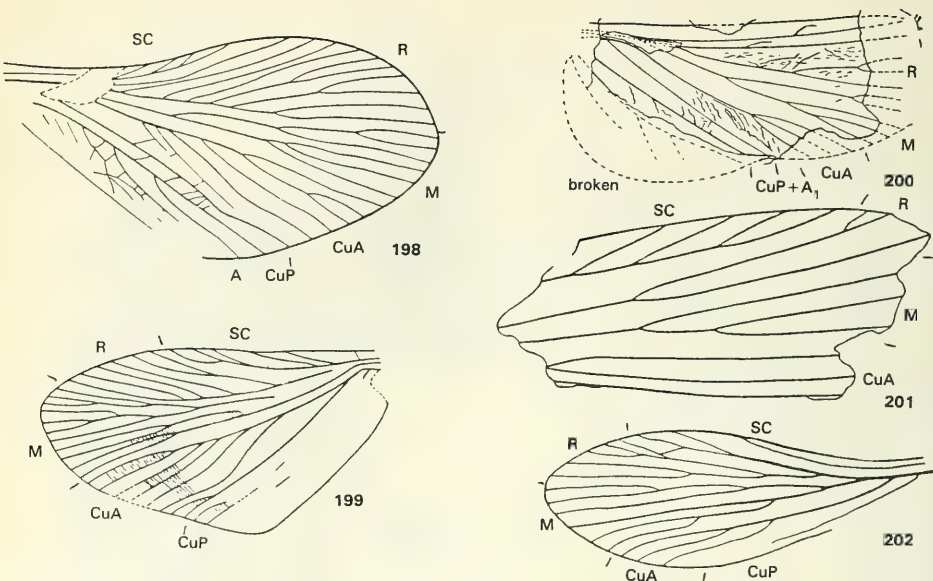 SC
R
M
CuA
198
A CuP
R
M
broken
CuA
CuP + A1
200
SC
R
M
CuA
201
R SC
M
CuA
199
CuP
SC
R
M
202
CuA CuP